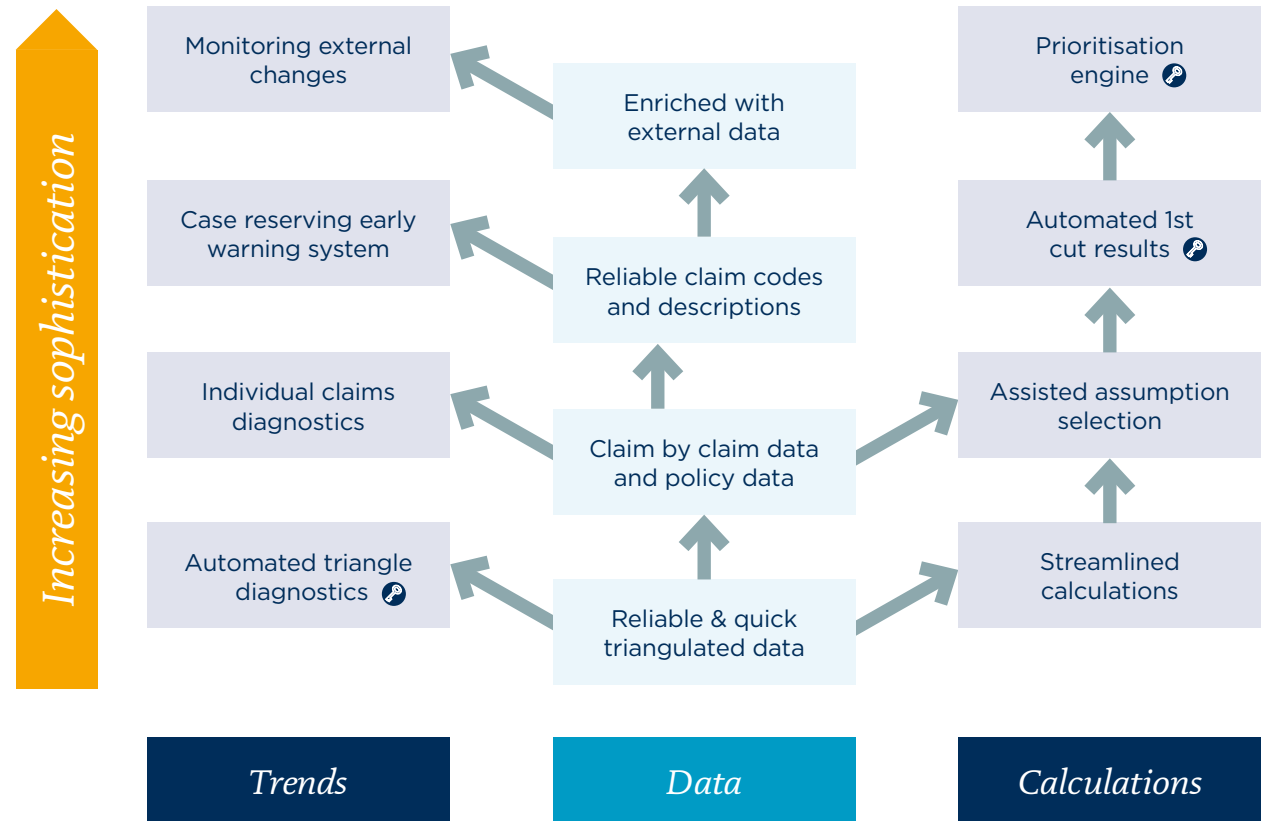 Increasing sophistication
Monitoring external
changes
Case reserving early
warning system
Individual claims
diagnostics
Automated triangle
diagnostics
Trends
Enriched with
external data
Reliable claim codes
and descriptions
Claim by claim data
and policy data
Reliable & quick
triangulated data
Data
Prioritisation
engine
Automated 1st
cut results
Assisted assumption
selection
Streamlined
calculations
Calculations